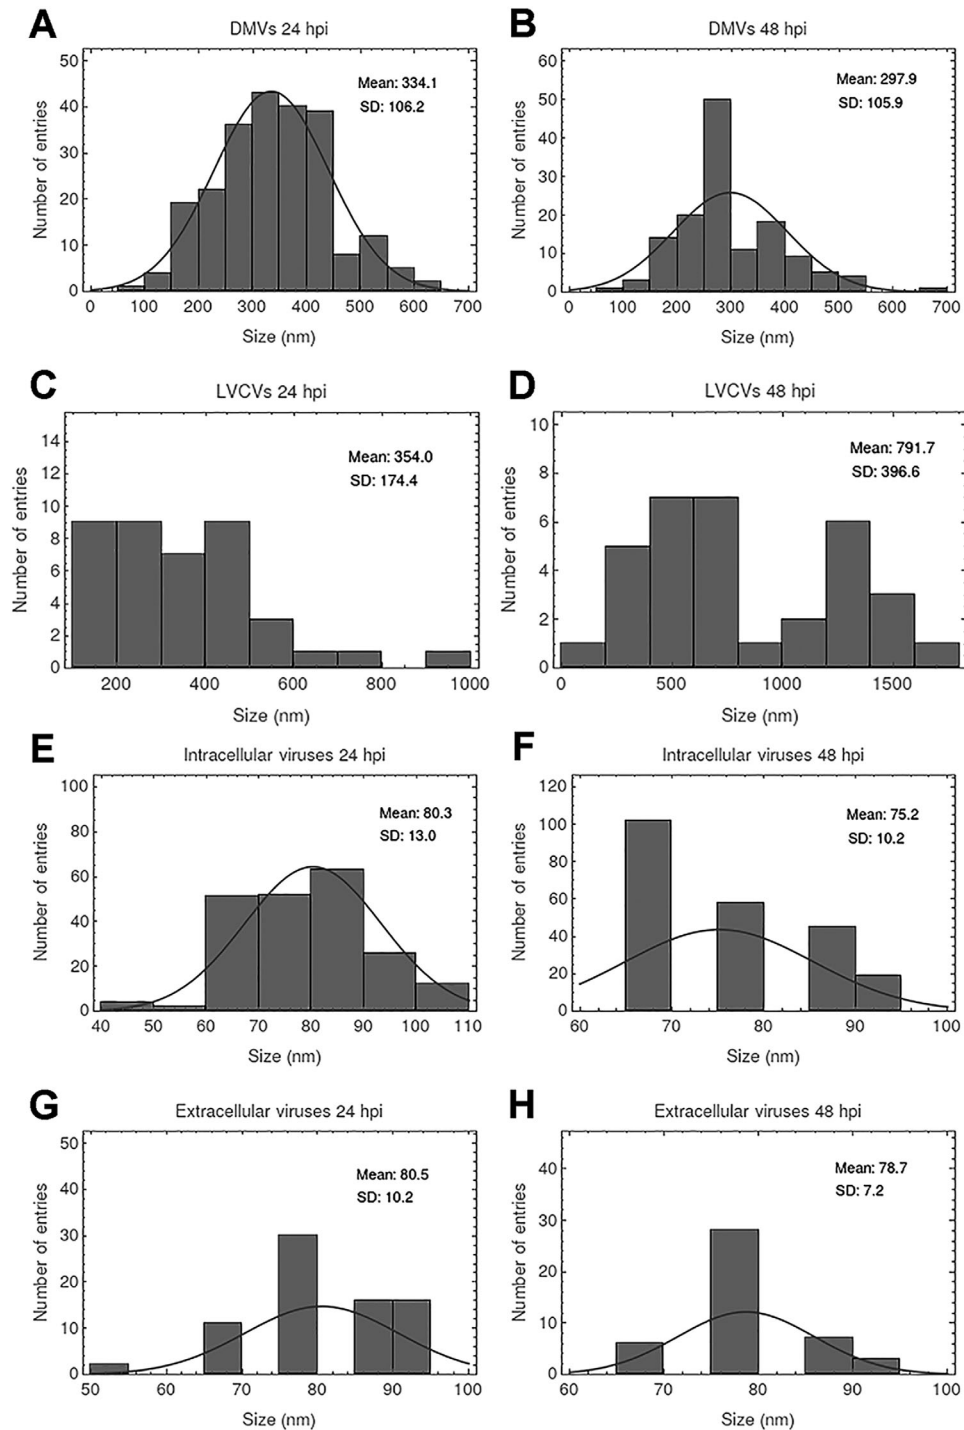 A
DMVs 24 hpi
Mean: 334.1
SD: 106.2
Number of entries
50
40
30
20
10
0
0 100 200 300 400 500 600 700
Size (nm)
B
DMVs 48 hpi
Mean: 297.9
SD: 105.9
Number of entries
60
50
40
30
20
10
0
0 100 200 300 400 500 600 700
Size (nm)
C
LVCVs 24 hpi
Mean: 354.0
SD: 174.4
Number of entries
14
12
10
8
6
4
2
0
200 400 600 800 1000
Size (nm)
D
LVCVs 48 hpi
Mean: 791.7
SD: 396.6
Number of entries
10
8
6
4
2
0
0 500 1000 1500
Size (nm)
E
Intracellular viruses 24 hpi
Mean: 80.3
SD: 13.0
Number of entries
100
80
60
40
20
0
40 50 60 70 80 90 100 110
Size (nm)
F
Intracellular viruses 48 hpi
Mean: 75.2
SD: 10.2
Number of entries
120
100
80
60
40
20
0
60 70 80 90 100
Size (nm)
G
Extracellular viruses 24 hpi
Mean: 80.5
SD: 10.2
Number of entries
50
40
30
20
10
0
50 60 70 80 90 100
Size (nm)
H
Extracellular viruses 48 hpi
Mean: 78.7
SD: 7.2
Number of entries
40
30
20
10
0
60 70 80 90 100
Size (nm)